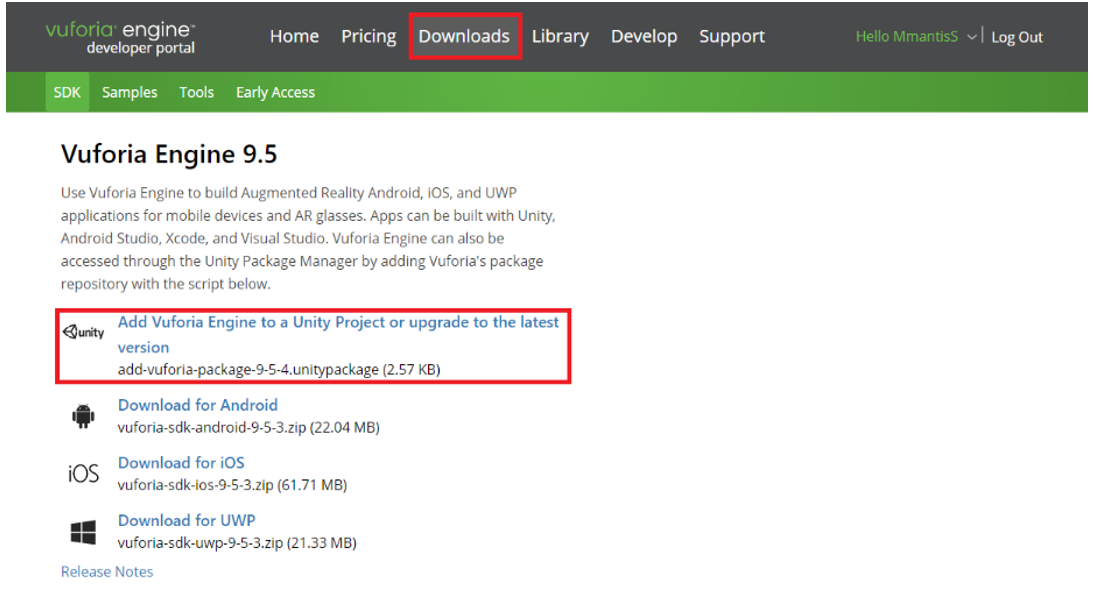 vuforia engine™
developer portal
Home Pricing Downloads Library Develop Support
Hello MmantisS Log Out
SDK Samples Tools Early Access
Vuforia Engine 9.5
Use Vuforia Engine to build Augmented Reality Android, iOS, and UWP
applications for mobile devices and AR glasses. Apps can be built with Unity,
Android Studio, Xcode, and Visual Studio. Vuforia Engine can also be
accessed through the Unity Package Manager by adding Vuforia's package
repository with the script below.
unity
Add Vuforia Engine to a Unity Project or upgrade to the latest
version
add-vuforia-package-9-5-4.unitypackage (2.57 KB)
Download for Android
vuforia-sdk-android-9-5-3.zip (22.04 MB)
iOS
Download for iOS
vuforia-sdk-ios-9-5-3.zip (61.71 MB)
Download for UWP
vuforia-sdk-uwp-9-5-3.zip (21.33 MB)
Release Notes